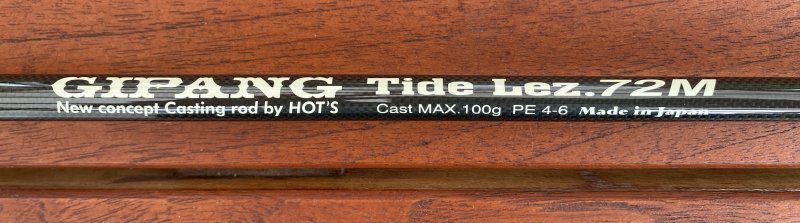 GIPANG Tide Lez.72M
New concept Casting rod by HOT'S Cast MAX.100g PE 4-6 Made in Japan